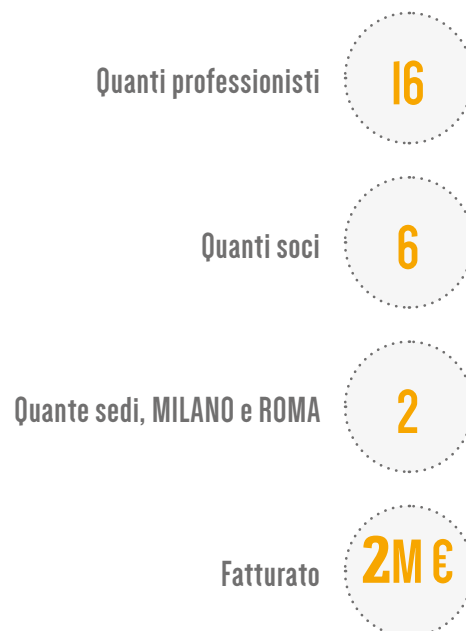 Quanti professionisti 16
Quanti soci 6
Quante sedi, MILANO e ROMA 2
Fatturato 2M €